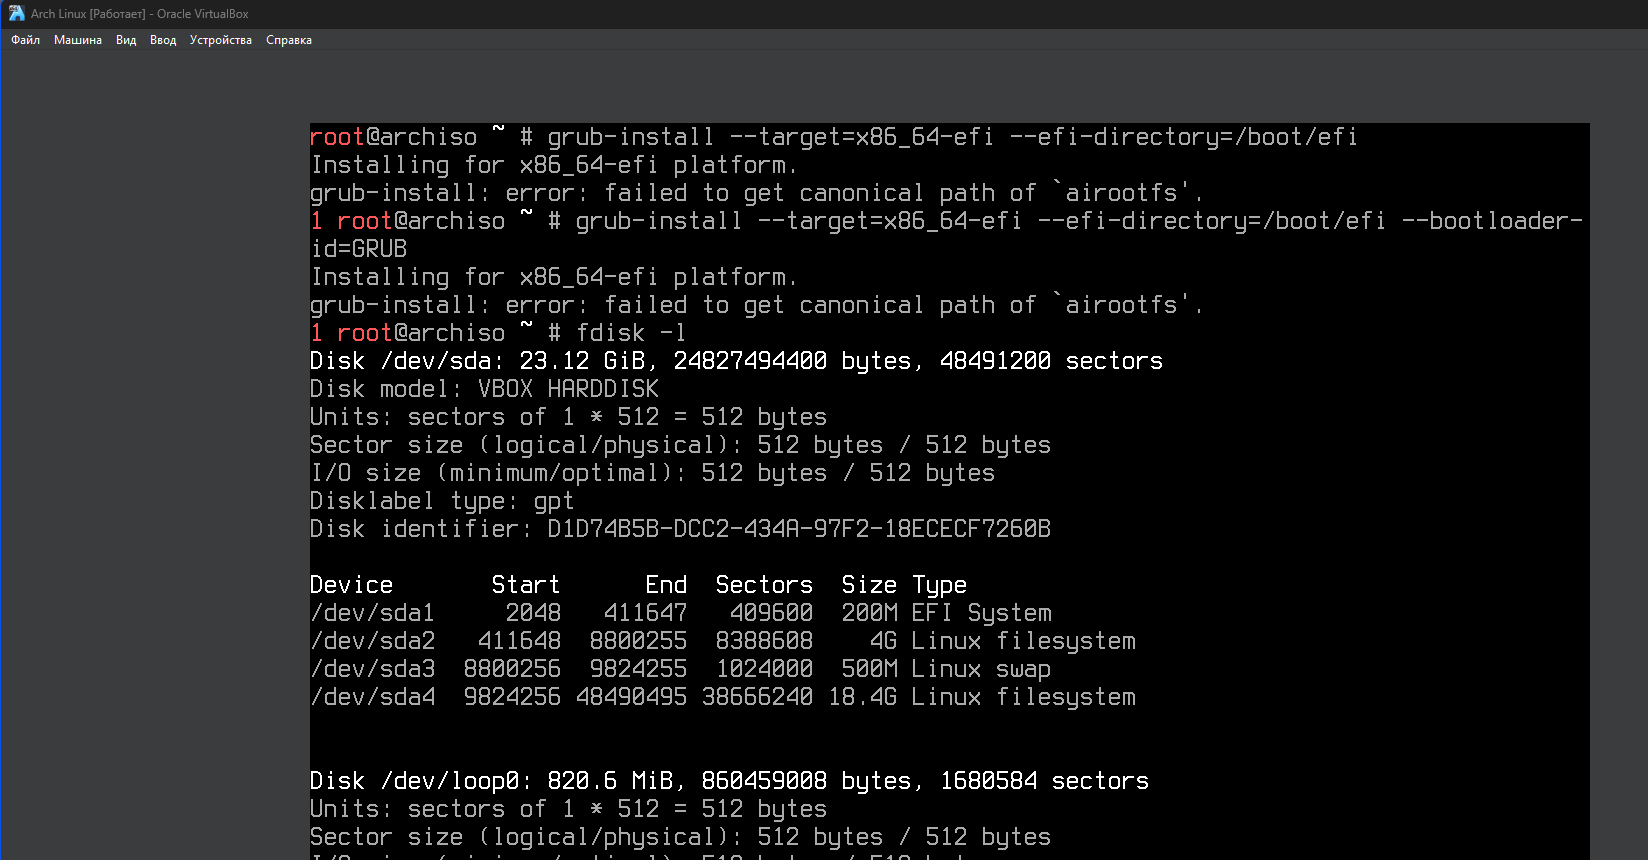 Arch Linux [Работает] - Oracle VirtualBox
Файл Машина Вид Ввод Устройства Справка
root@archiso ~ # grub-install --target=x86_64-efi --efi-directory=/boot/efi
Installing for x86_64-efi platform.
grub-install: error: failed to get canonical path of `airootfs'.
1 root@archiso ~ # grub-install --target=x86_64-efi --efi-directory=/boot/efi --bootloader-
id=GRUB
Installing for x86_64-efi platform.
grub-install: error: failed to get canonical path of `airootfs'.
1 root@archiso ~ # fdisk -l
Disk /dev/sda: 23.12 GiB, 24827494400 bytes, 48491200 sectors
Disk model: VBOX HARDDISK
Units: sectors of 1 * 512 = 512 bytes
Sector size (logical/physical): 512 bytes / 512 bytes
I/O size (minimum/optimal): 512 bytes / 512 bytes
Disklabel type: gpt
Disk identifier: D1D74B5B-DCC2-434A-97F2-18ECECF7260B
Device Start End Sectors Size Type
/dev/sda1 2048 411647 409600 200M EFI System
/dev/sda2 411648 8800255 8388608 4G Linux filesystem
/dev/sda3 8800256 9824255 1024000 500M Linux swap
/dev/sda4 9824256 48490495 38666240 18.4G Linux filesystem
Disk /dev/loop0: 820.6 MiB, 860459008 bytes, 1680584 sectors
Units: sectors of 1 * 512 = 512 bytes
Sector size (logical/physical): 512 bytes / 512 bytes